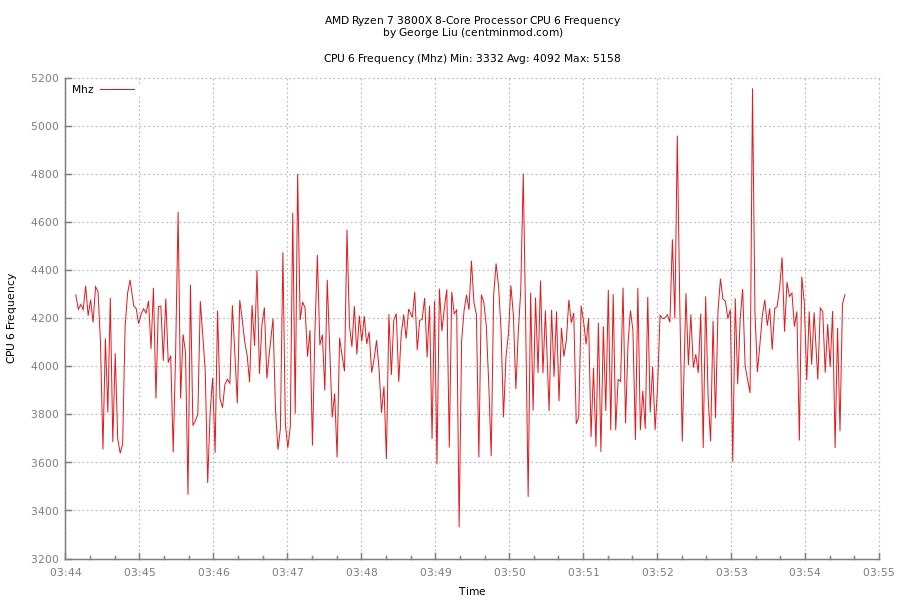 AMD Ryzen 7 3800X 8-Core Processor CPU 6 Frequency
by George Liu (centminmod.com)
CPU 6 Frequency (Mhz) Min: 3332 Avg: 4092 Max: 5158
Mhz
5200
5000
4800
4600
4400
4200
4000
3800
3600
3400
3200
CPU 6 Frequency
03:44 03:45 03:46 03:47 03:48 03:49 03:50 03:51 03:52 03:53 03:54 03:55
Time